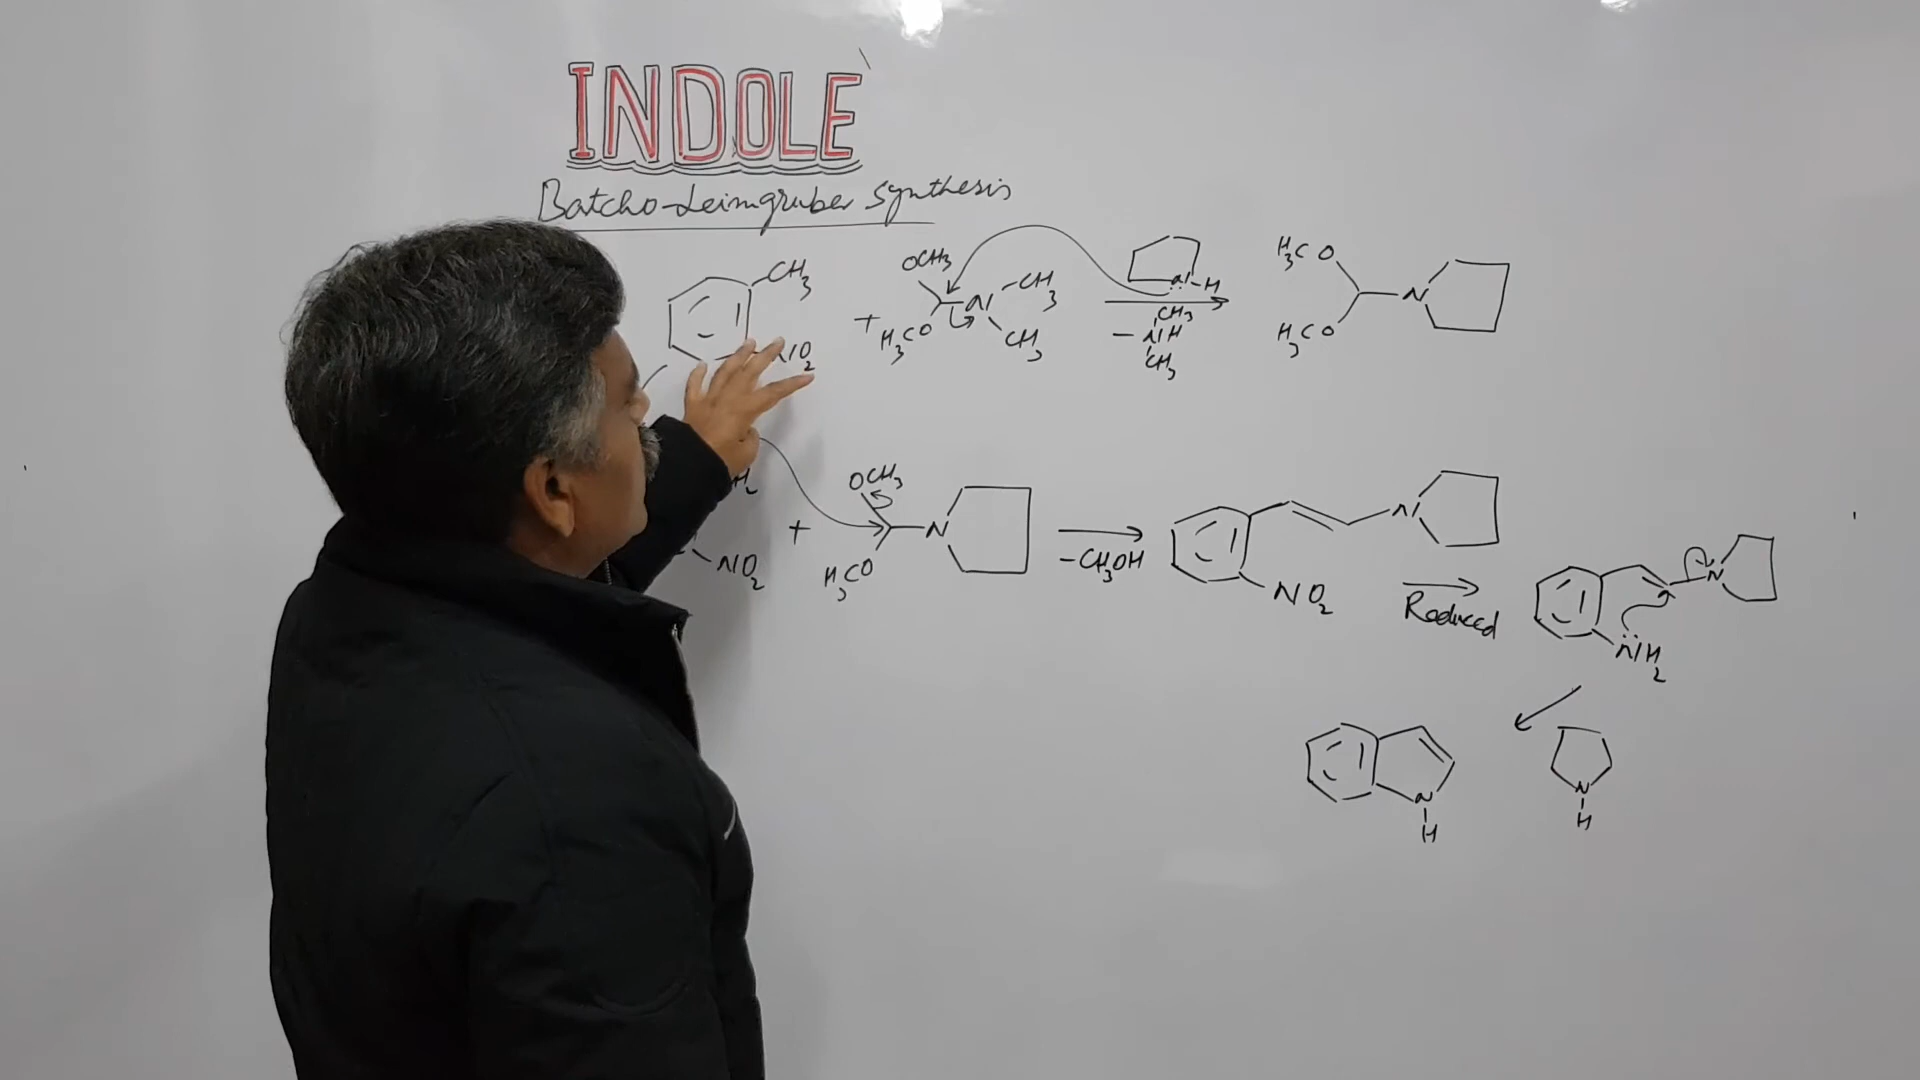 INDOLE
Batcho-Leimgruber Synthesis
CH3
NO2
+
OCH3
H3CO
N
CH3
CH3
N-H
- CH3
NH
CH3
H3CO
H3CO
N
NO2
+
OCH3
H3CO
N
-CH3OH
N
NO2
Reduced
N
NH2
N
H
N
H